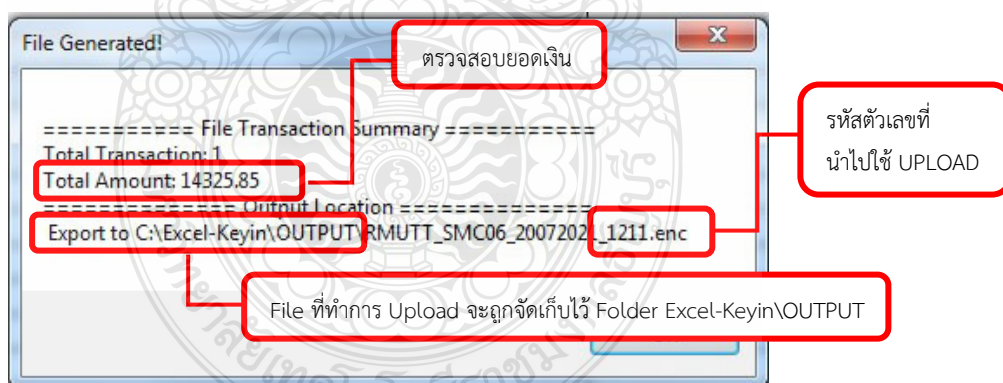 File Generated!
ตรวจสอบยอดเงิน
=========== File Transaction Summary ===========
Total Transaction: 1
Total Amount: 14325.85
============== Output Location ==============
Export to C:\Excel-Keyin\OUTPUT\RMUTT_SMC06_20072021_1211.enc
รหัสตัวเลขที่
นำไปใช้ UPLOAD
File ที่ทำการ Upload จะถูกจัดเก็บไว้ Folder Excel-Keyin\OUTPUT